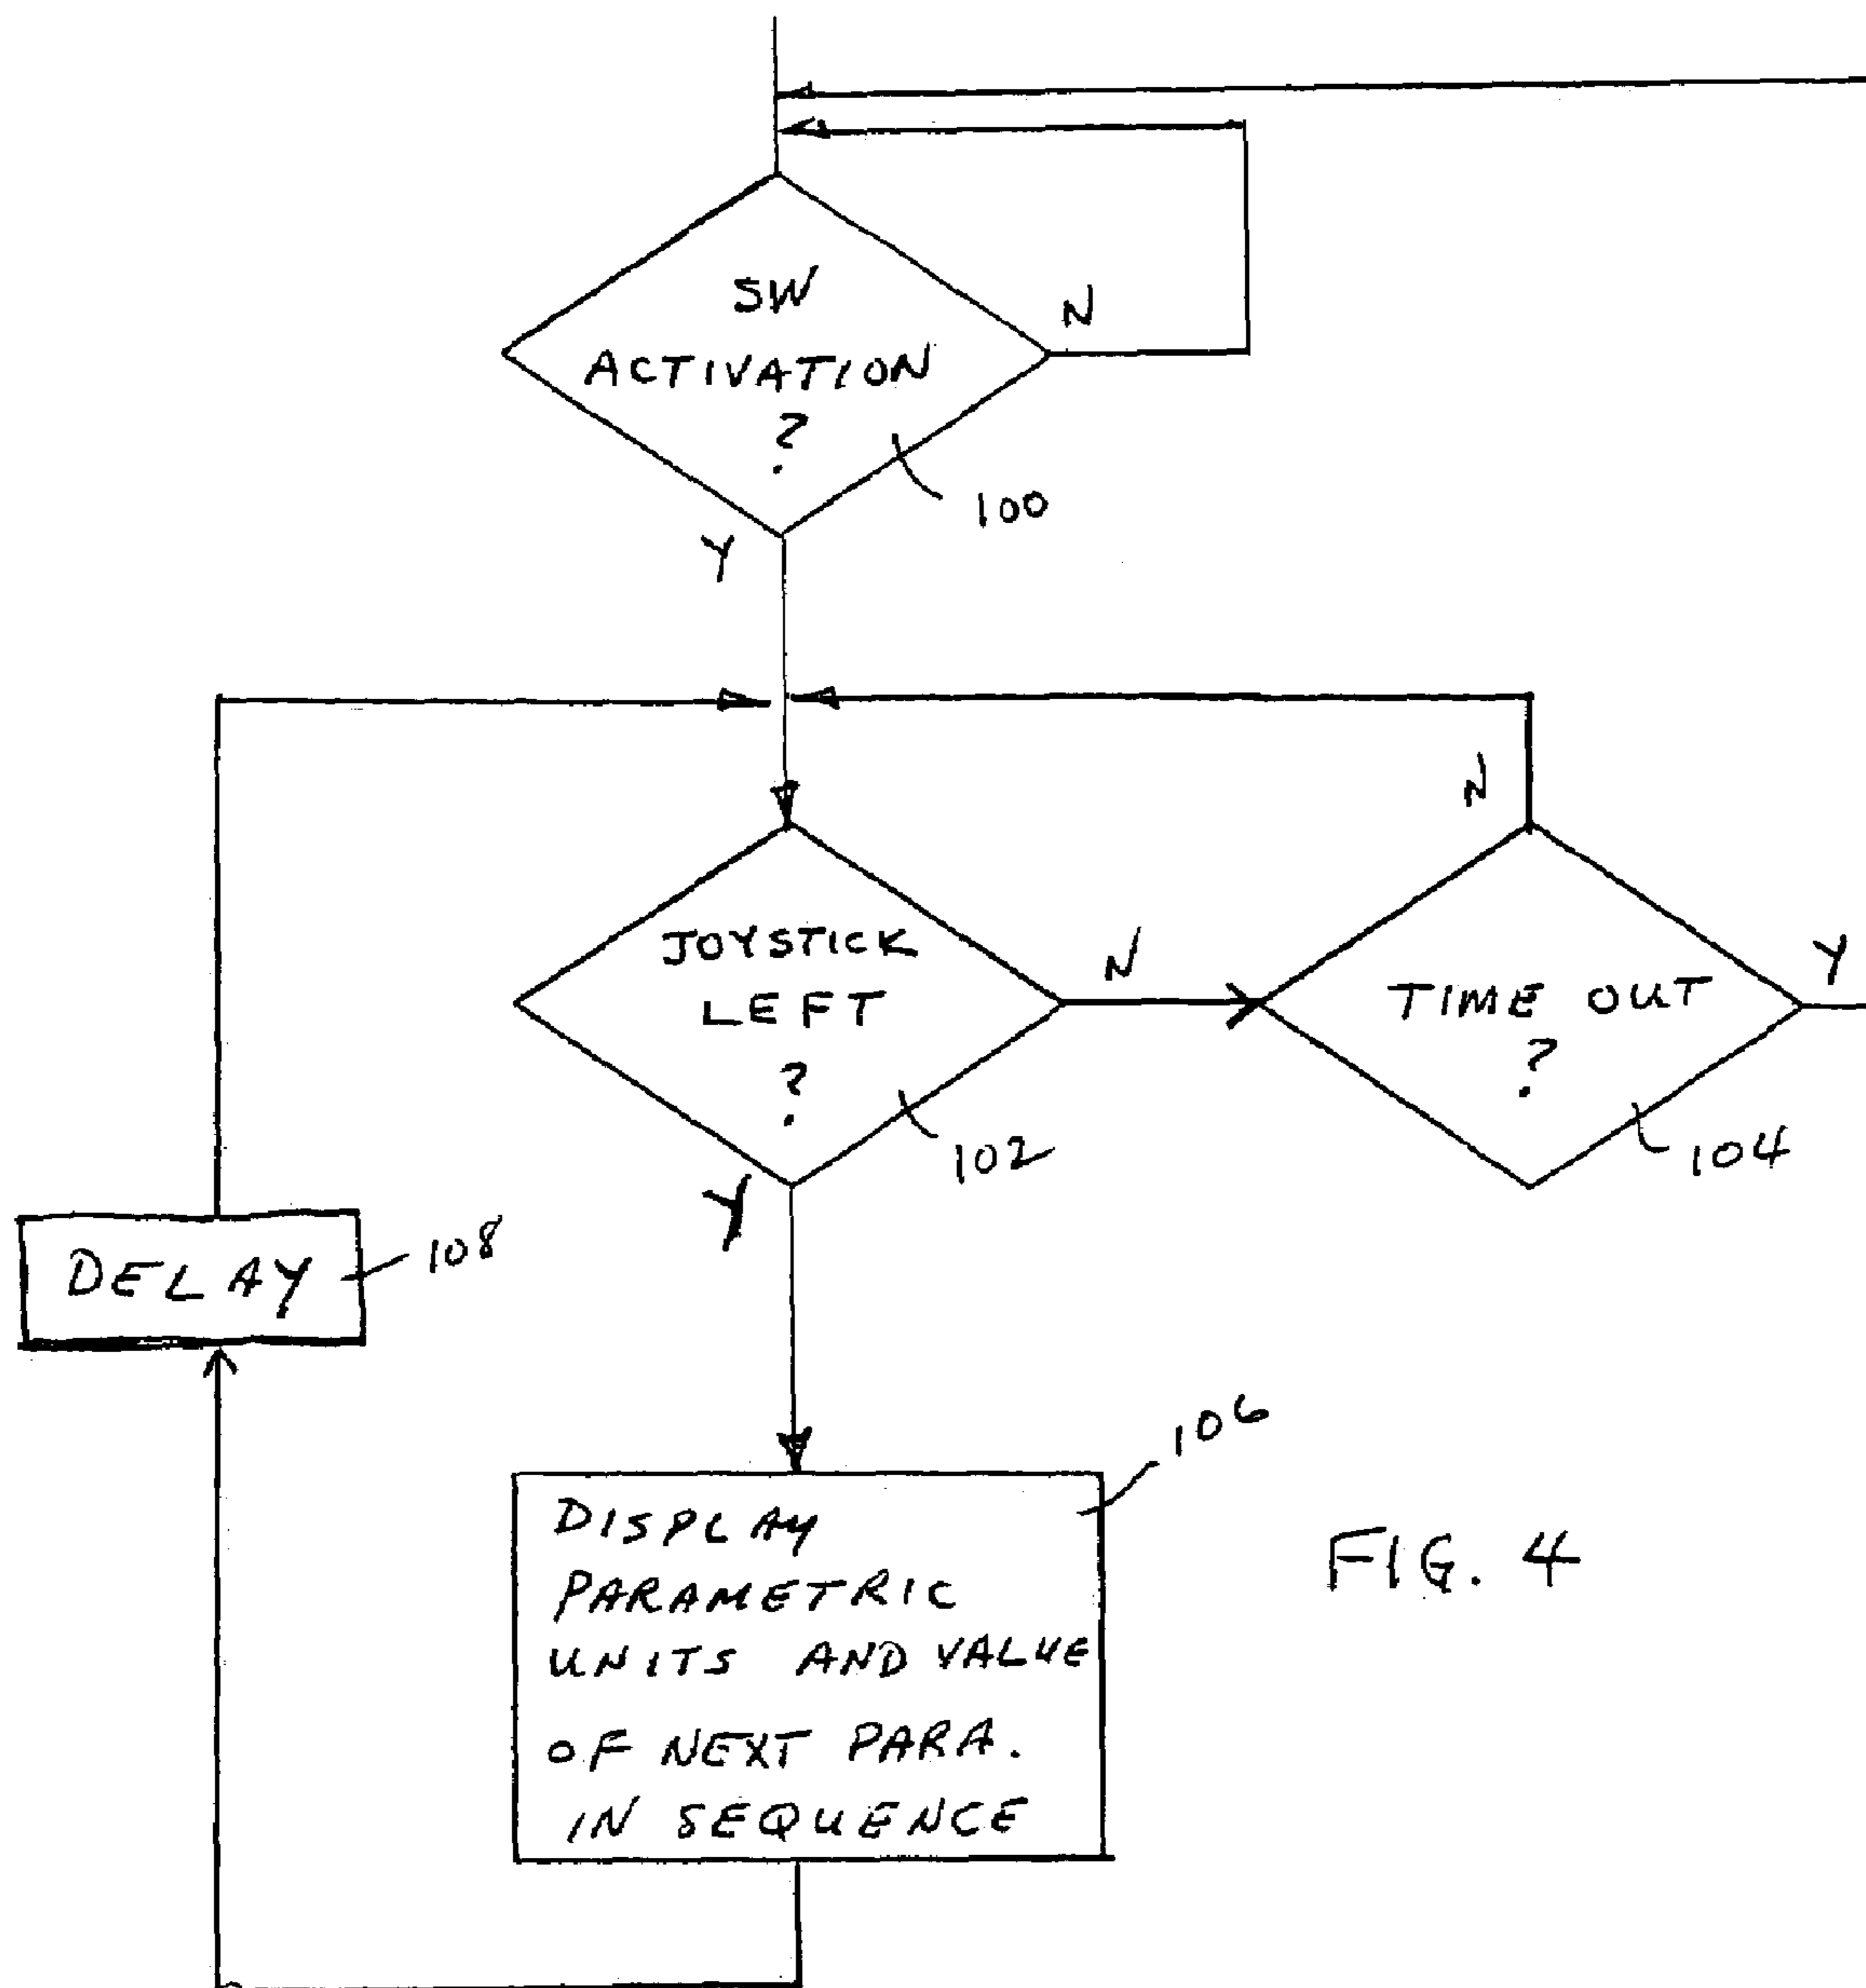 SW
ACTIVATION
?
N
100
Y
N
JOYSTICK
LEFT
?
N
102
Y
TIME OUT
?
Y
104
DELAY
108
106
DISPLAY
PARAMETRIC
UNITS AND VALUE
OF NEXT PARA.
IN SEQUENCE
FIG. 4